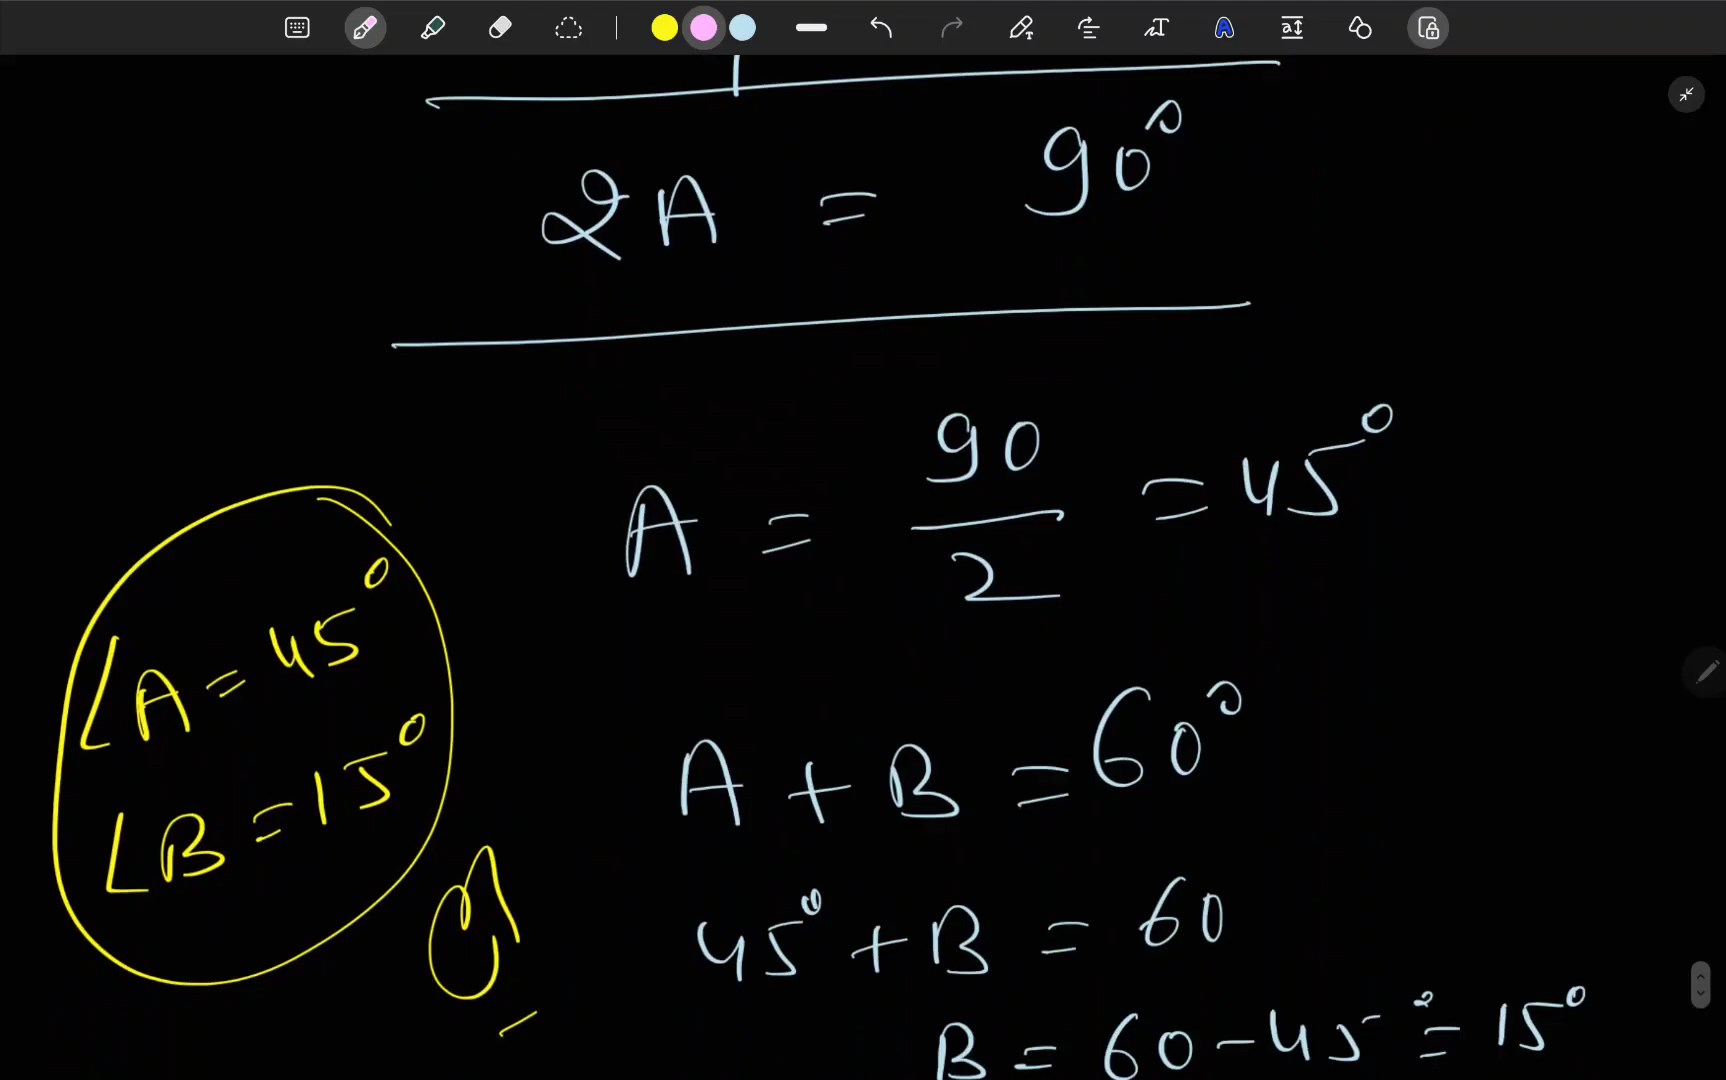 2A = 90°
A = 90/2 = 45°
∠A = 45°
A + B = 60°
∠B = 15°
45° + B = 60
B = 60 - 45° = 15°